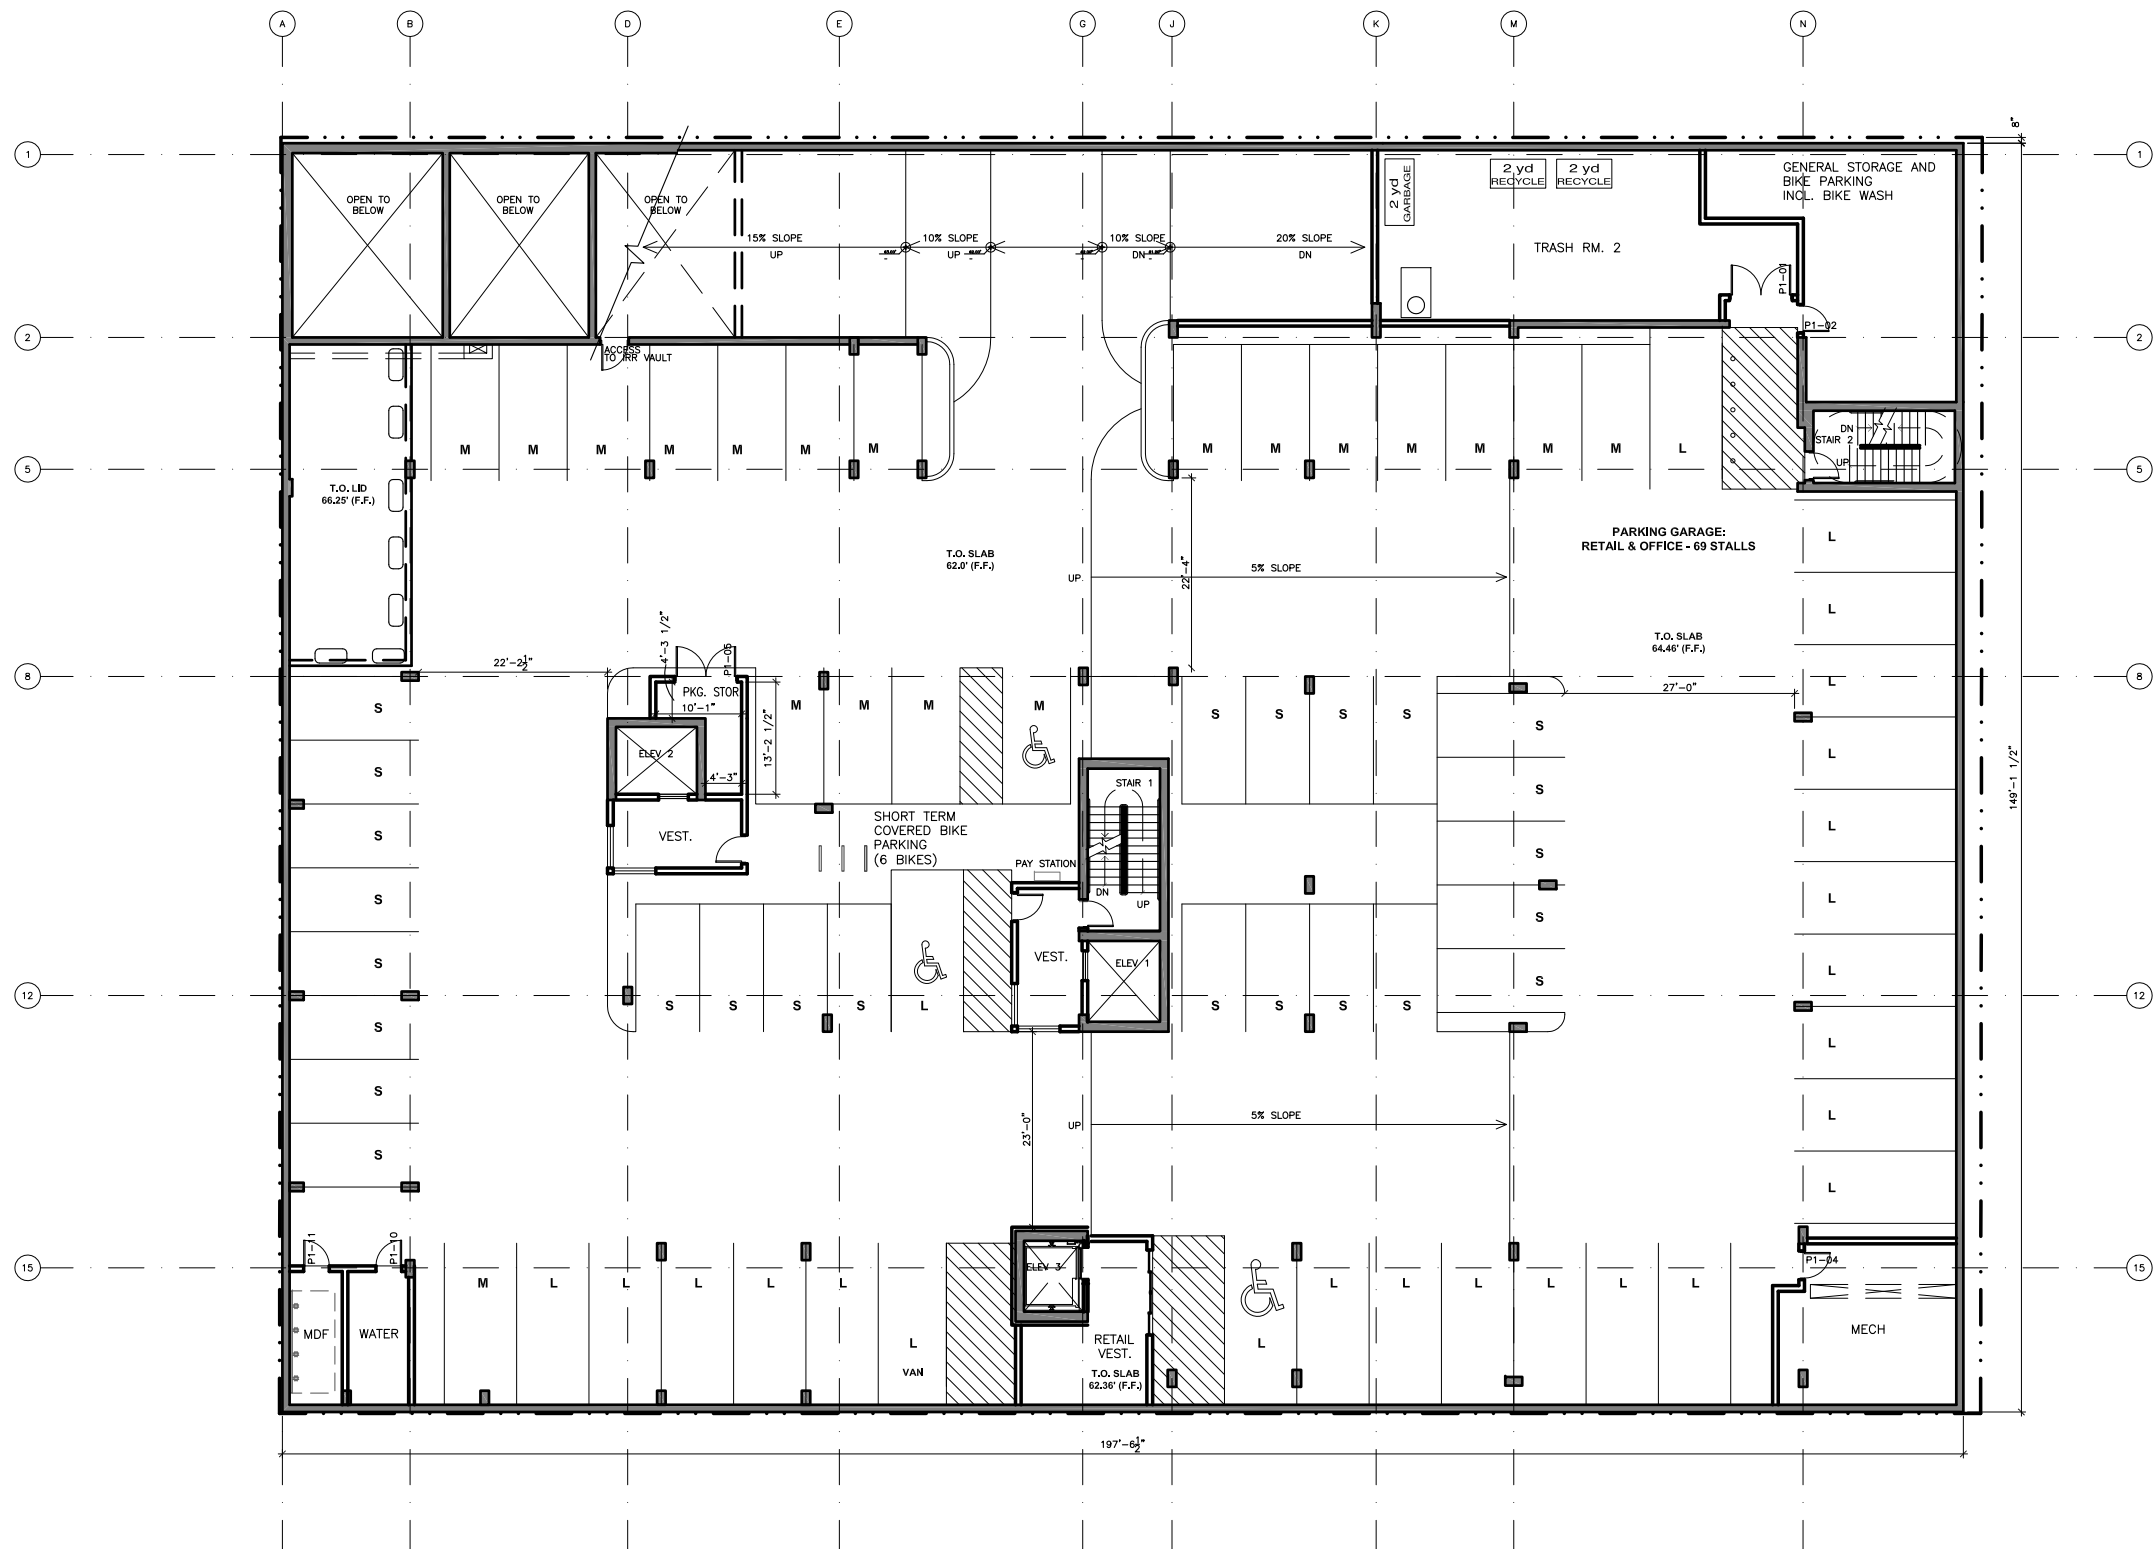 A
B
D
E
G
J
K
M
N
8"
1
1
OPEN TO
BELOW
OPEN TO
BELOW
OPEN TO
BELOW
2 yd
GARBAGE
2 yd
RECYCLE
2 yd
RECYCLE
GENERAL STORAGE AND
BIKE PARKING
INCL. BIKE WASH
15% SLOPE
UP
10% SLOPE
UP
10% SLOPE
DN
20% SLOPE
DN
TRASH RM. 2
P1-01
P1-02
2
2
ACCESS
TO IRR VAULT
M
M
M
M
M
M
M
M
M
M
M
M
M
M
L
DN
STAIR 2
UP
5
5
T.O. LID
66.25' (F.F.)
PARKING GARAGE:
RETAIL & OFFICE - 69 STALLS
L
T.O. SLAB
62.0' (F.F.)
UP
5% SLOPE
22'-4"
L
T.O. SLAB
64.46' (F.F.)
4'-3 1/2"
P1-05
22'-2½"
8
8
27'-0"
L
PKG. STOR
10'-1"
13'-2 1/2"
S
M
M
M
M
S
S
S
S
S
ELEV 2
4'-3"
S
L
STAIR 1
S
149'-1 1/2"
SHORT TERM
COVERED BIKE
PARKING
(6 BIKES)
VEST.
S
S
L
PAY STATION
DN
UP
S
S
L
VEST.
ELEV 1
S
S
L
12
12
S
S
S
S
L
S
S
S
S
S
L
S
L
UP
5% SLOPE
23'-0"
S
L
S
L
P1-11
P1-10
P1-04
15
15
ELEV 3
M
L
L
L
L
L
L
L
L
L
L
L
MDF
WATER
L
VAN
RETAIL
VEST.
T.O. SLAB
62.36' (F.F.)
L
MECH
197'-6½"